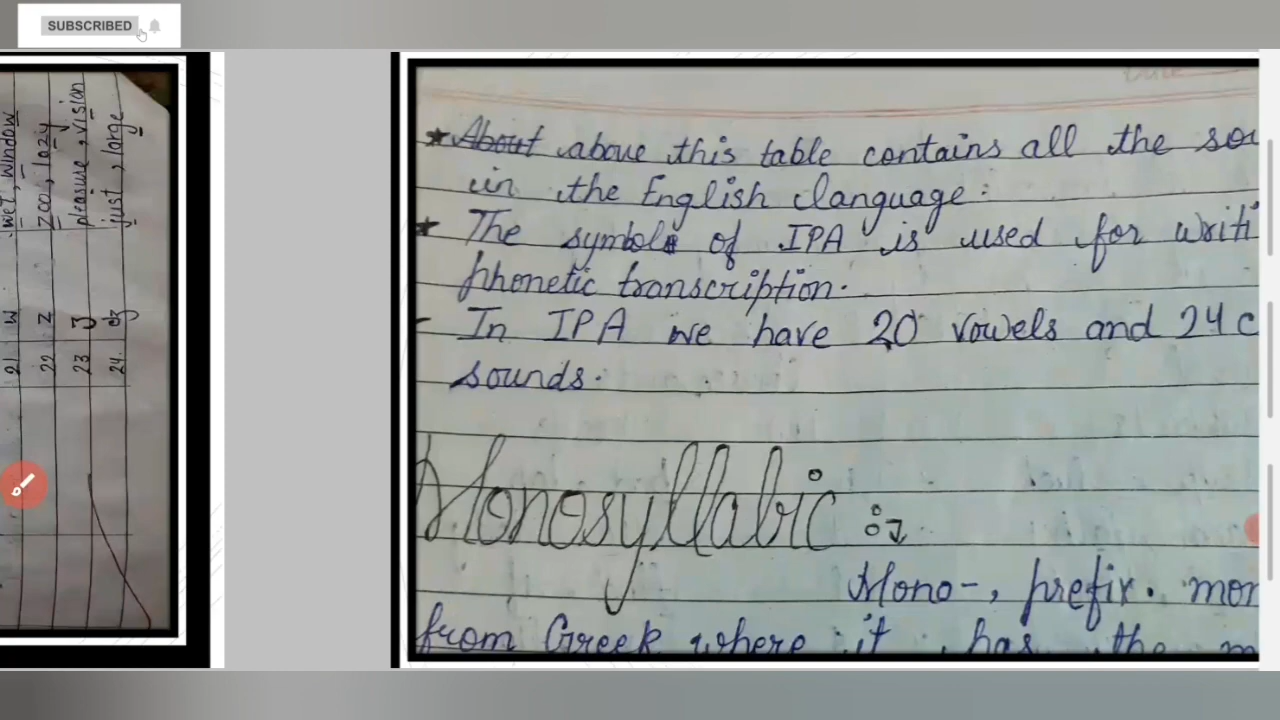 SUBSCRIBED
21 w wet, window
22 z zoo, lazy
23 ʒ pleasure, vision
24. dʒ just, large
★ About above this table contains all the sou
in the English language.
★ The symbols of IPA is used for writi
phonetic transcription.
- In IPA we have 20 vowels and 24 c
sounds.
Monosyllabic :→
Mono-, prefix. mon
from Greek where it has the m